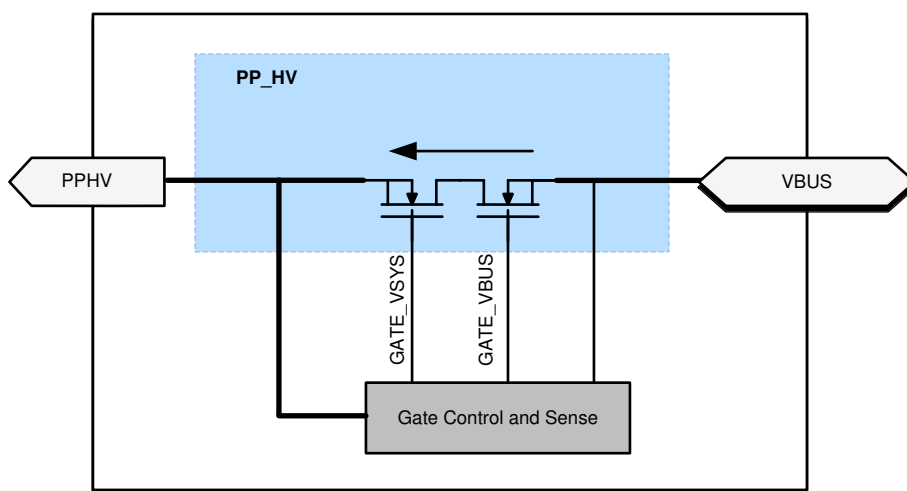 PP_HV
PPHV
VBUS
GATE_VSYS
GATE_VBUS
Gate Control and Sense